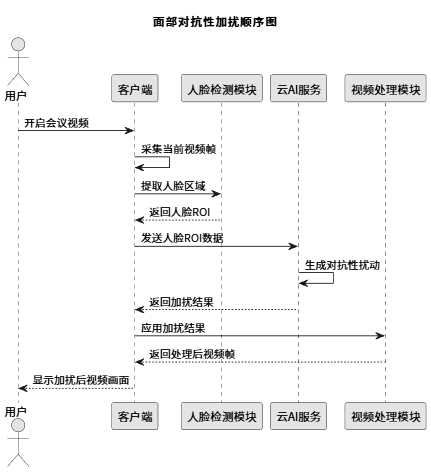 面部对抗性加扰顺序图
用户
客户端
人脸检测模块
云AI服务
视频处理模块
开启会议视频
采集当前视频帧
提取人脸区域
返回人脸ROI
发送人脸ROI数据
生成对抗性扰动
返回加扰结果
应用加扰结果
返回处理后视频帧
显示加扰后视频画面
用户
客户端
人脸检测模块
云AI服务
视频处理模块